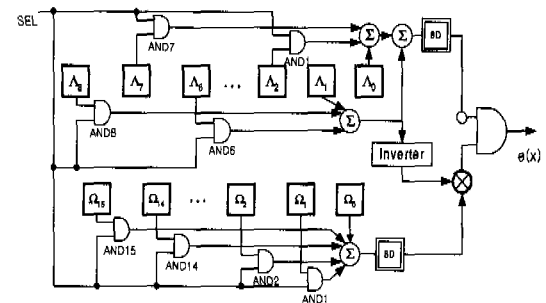 SEL
AND7
AND1
Σ
Σ
BD
Λ8
Λ7
Λ6
...
Λ2
Λ1
Λ0
AND8
AND6
Σ
Inverter
e(x)
Ω15
Ω14
...
Ω2
Ω1
Ω0
AND15
AND14
AND2
AND1
Σ
BD